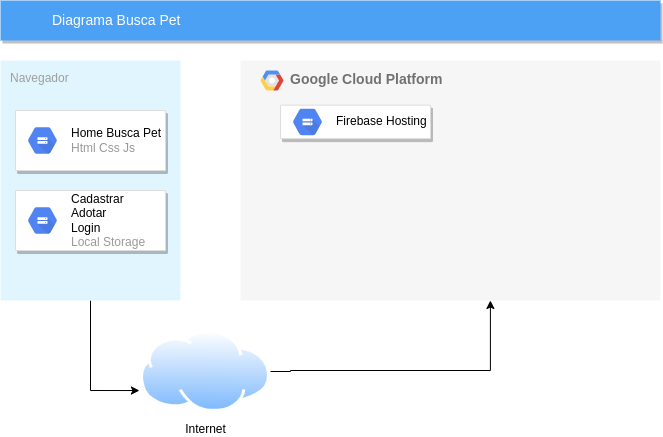 Diagrama Busca Pet
Navegador
Home Busca Pet
Html Css Js
Cadastrar
Adotar
Login
Local Storage
Google Cloud Platform
Firebase Hosting
Internet